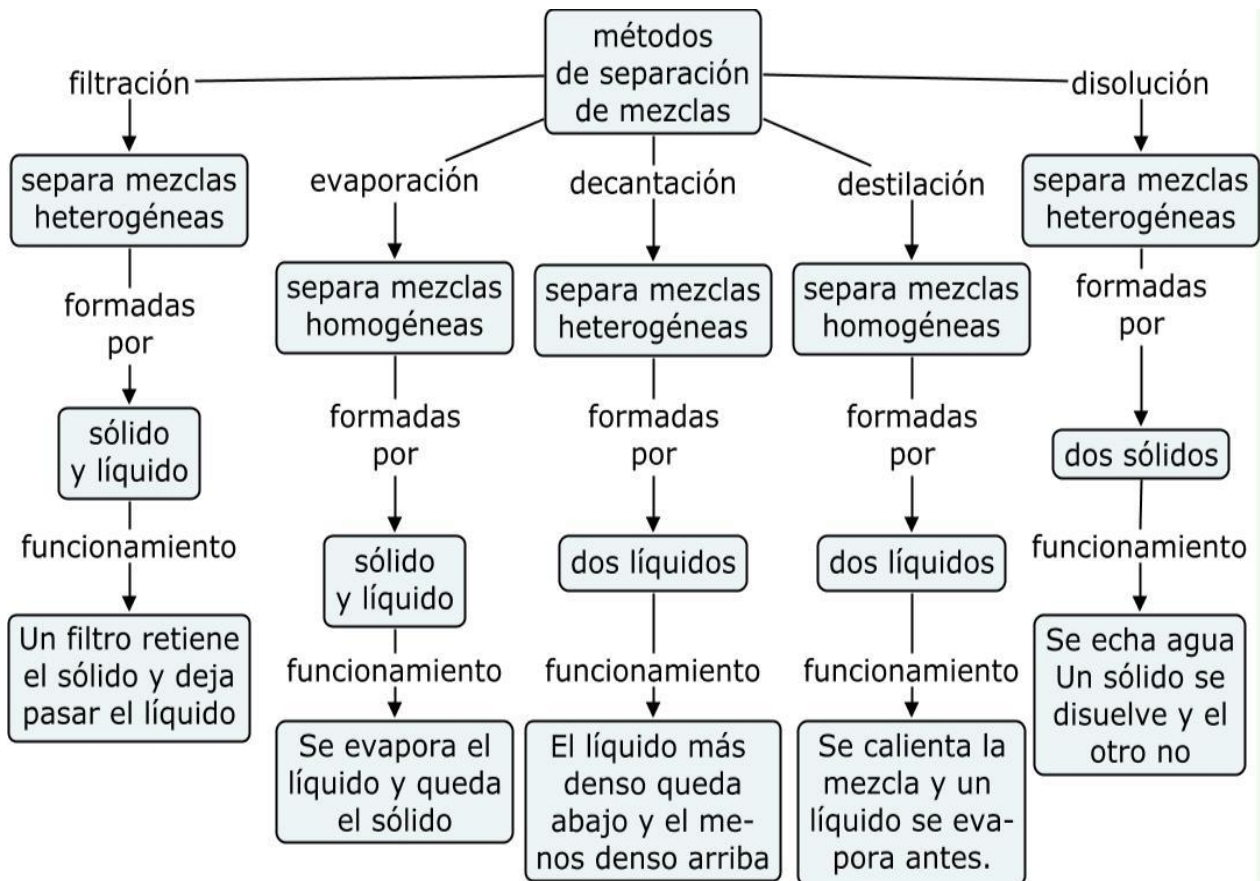 métodos
de separación
de mezclas
filtración
separa mezclas
heterogéneas
formadas
por
sólido
y líquido
funcionamiento
Un filtro retiene
el sólido y deja
pasar el líquido
evaporación
separa mezclas
homogéneas
formadas
por
sólido
y líquido
funcionamiento
Se evapora el
líquido y queda
el sólido
decantación
separa mezclas
heterogéneas
formadas
por
dos líquidos
funcionamiento
El líquido más
denso queda
abajo y el me-
nos denso arriba
destilación
separa mezclas
homogéneas
formadas
por
dos líquidos
funcionamiento
Se calienta la
mezcla y un
líquido se eva-
pora antes.
disolución
separa mezclas
heterogéneas
formadas
por
dos sólidos
funcionamiento
Se echa agua
Un sólido se
disuelve y el
otro no